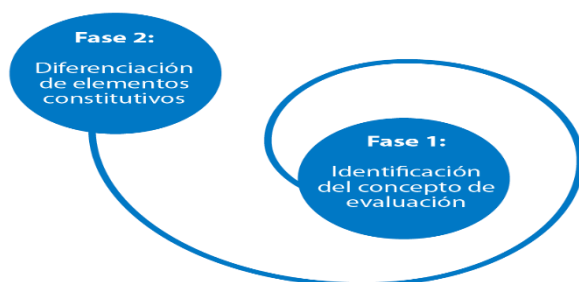 Fase 2:
Diferenciación
de elementos
constitutivos
Fase 1:
Identificación
del concepto de
evaluación